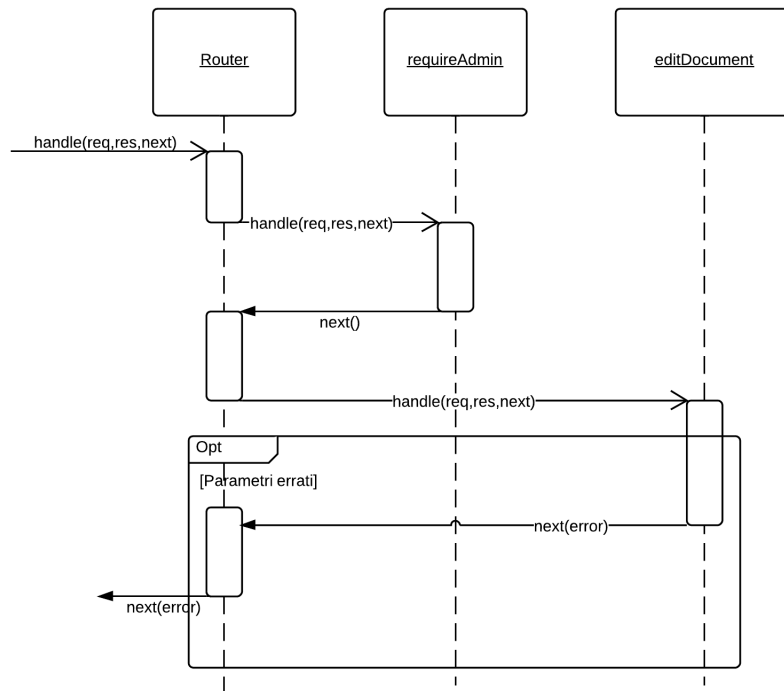 Router
requireAdmin
editDocument
handle(req,res,next)
handle(req,res,next)
next()
handle(req,res,next)
Opt
[Parametri errati]
next(error)
next(error)